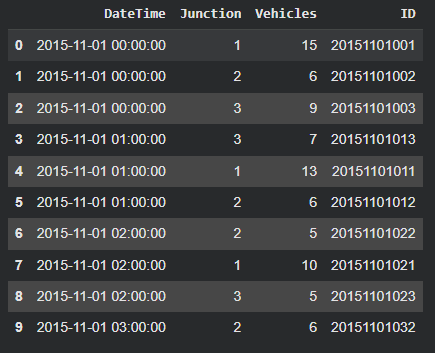 DateTime Junction Vehicles ID
0 2015-11-01 00:00:00 1 15 20151101001
1 2015-11-01 00:00:00 2 6 20151101002
2 2015-11-01 00:00:00 3 9 20151101003
3 2015-11-01 01:00:00 3 7 20151101013
4 2015-11-01 01:00:00 1 13 20151101011
5 2015-11-01 01:00:00 2 6 20151101012
6 2015-11-01 02:00:00 2 5 20151101022
7 2015-11-01 02:00:00 1 10 20151101021
8 2015-11-01 02:00:00 3 5 20151101023
9 2015-11-01 03:00:00 2 6 20151101032